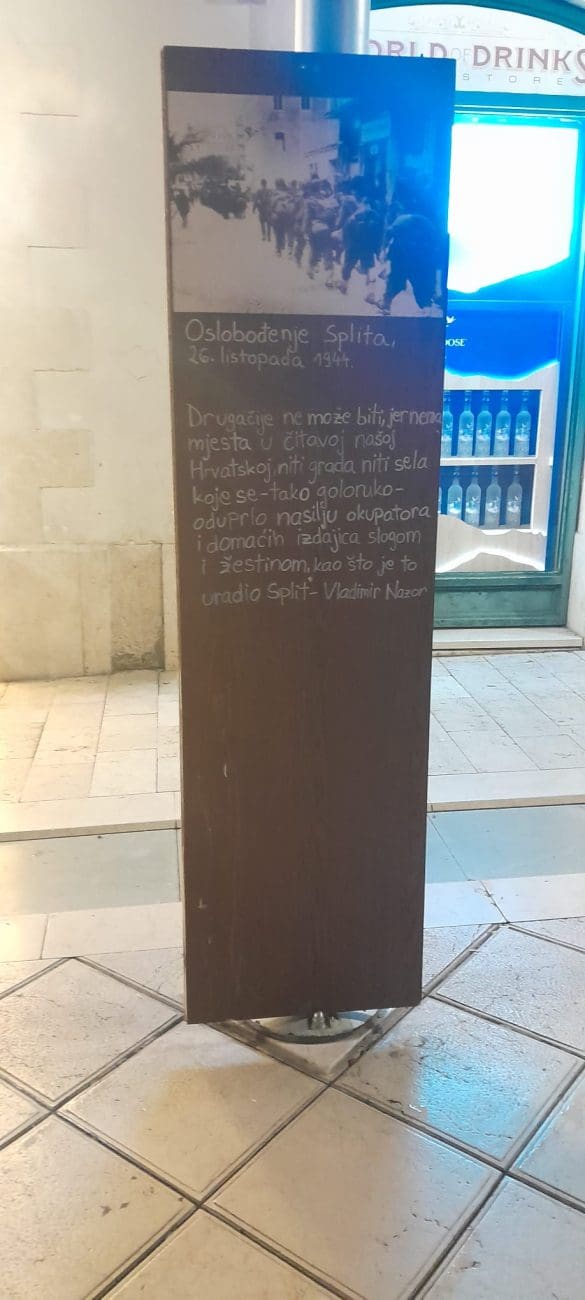 WORLD OF DRINKS
STORE
Oslobođenje Splita,
26. listopada 1944.
Drugačije ne može biti, jer nema
mjesta u čitavoj našoj
Hrvatskoj, niti grada niti sela
koje se-tako goloruko-
oduprlo nasilju okupatora
i domaćih izdajica slogom
i žestinom, kao što je to
uradio Split- Vladimir Nazor